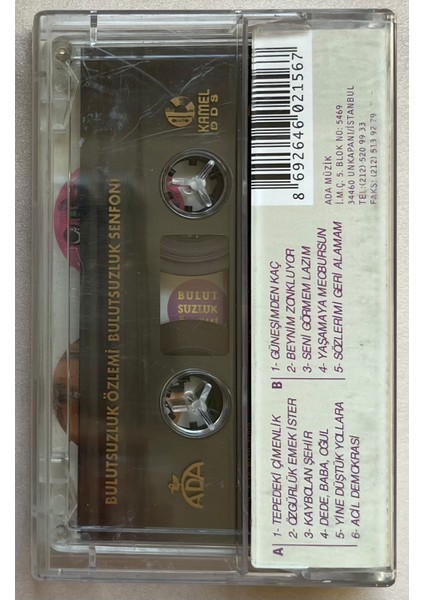 BULUTSUZLUK ÖZLEMİ BULUTSUZLUK SENFONİ
KAMEL
DDS
BULUT
SUZLUK
ADA
8 692646 021567
ADA MÜZİK
İ.M.Ç. 5. BLOK NO: 5469
34460 UNKAPANI/İSTANBUL
TEL:(212) 520 99 33
FAKS: (212) 513 92 79
A
1- TEPEDEKİ ÇİMENLİK
2- ÖZGÜRLÜK EMEK İSTER
3- KAYBOLAN ŞEHİR
4- DEDE, BABA, OĞUL
5- YİNE DÜŞTÜK YOLLARA
6- ACİL DEMOKRASİ
B
1- GÜNEŞİMDEN KAÇ
2- BEYNİM ZONKLUYOR
3- SENİ GÖRMEM LAZIM
4- YAŞAMAYA MECBURSUN
5- SÖZLERİMİ GERİ ALAMAM